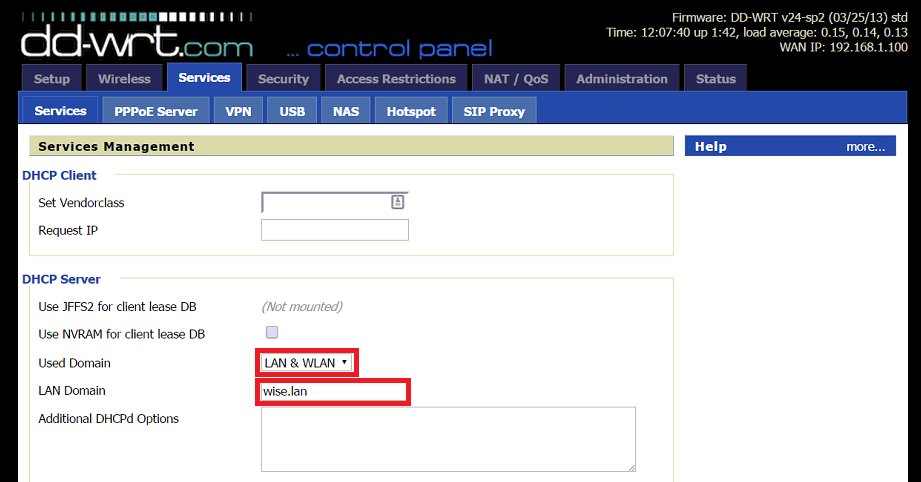 Firmware: DD-WRT v24-sp2 (03/25/13) std
Time: 12:07:40 up 1:42, load average: 0.15, 0.14, 0.13
WAN IP: 192.168.1.100
dd-wrt.com ... control panel
Setup Wireless Services Security Access Restrictions NAT / QoS Administration Status
Services PPPoE Server VPN USB NAS Hotspot SIP Proxy
Services Management
Help more...
DHCP Client
Set Vendorclass
Request IP
DHCP Server
Use JFFS2 for client lease DB (Not mounted)
Use NVRAM for client lease DB
Used Domain LAN & WLAN
LAN Domain wise.lan
Additional DHCPd Options